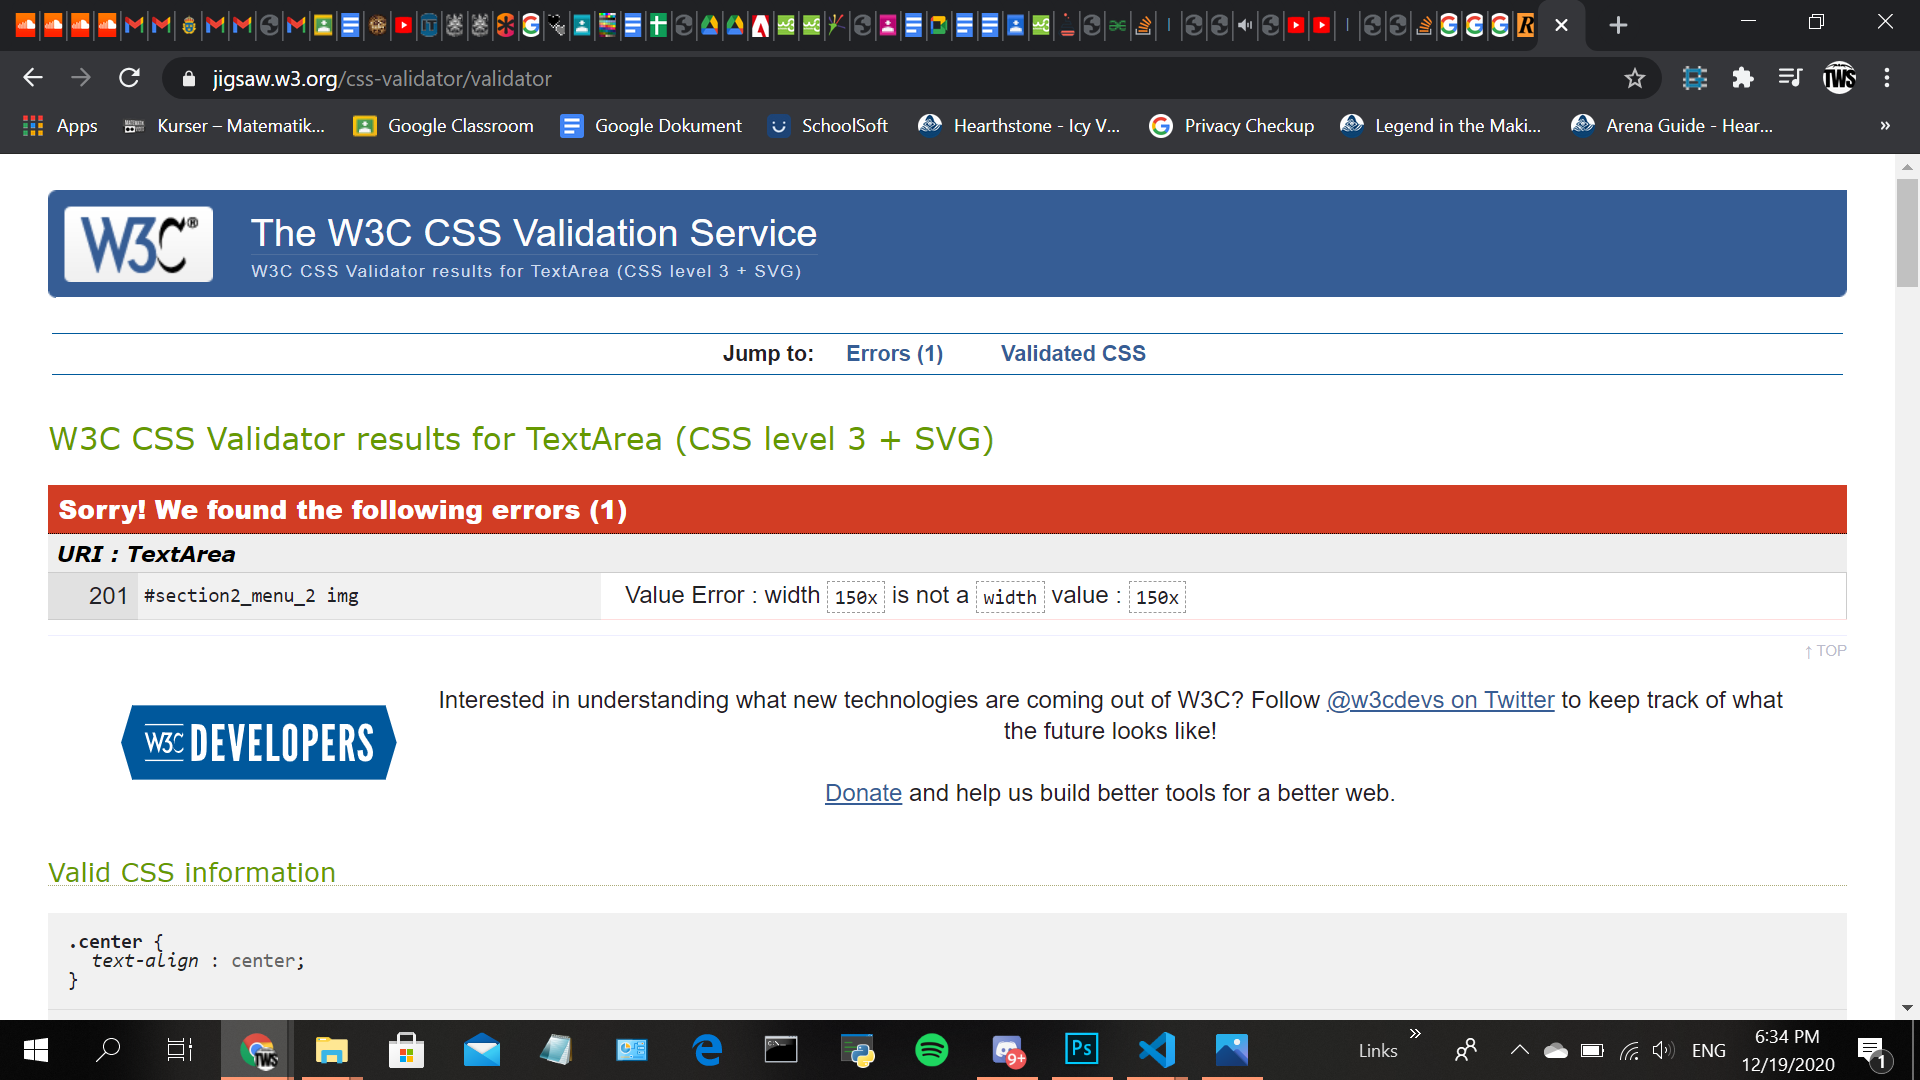 jigsaw.w3.org/css-validator/validator
TWS
Apps
Kurser – Matematik...
Google Classroom
Google Dokument
SchoolSoft
Hearthstone - Icy V...
Privacy Checkup
Legend in the Maki...
Arena Guide - Hear...
»
W3C®
The W3C CSS Validation Service
W3C CSS Validator results for TextArea (CSS level 3 + SVG)
Jump to: Errors (1) Validated CSS
W3C CSS Validator results for TextArea (CSS level 3 + SVG)
Sorry! We found the following errors (1)
URI : TextArea
201 #section2_menu_2 img Value Error : width 150x is not a width value : 150x
↑ TOP
W3C DEVELOPERS
Interested in understanding what new technologies are coming out of W3C? Follow @w3cdevs on Twitter to keep track of what
the future looks like!
Donate and help us build better tools for a better web.
Valid CSS information
.center {
text-align : center;
}
TWS
9+
Ps
Links
»
ENG
6:34 PM
12/19/2020
1